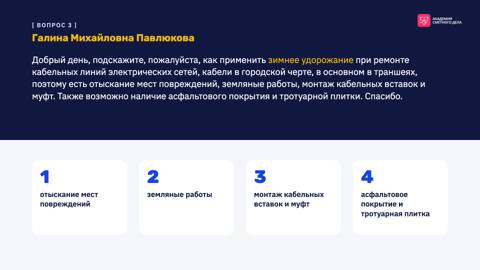 [ ВОПРОС 3 ]
АКАДЕМИЯ
СМЕТНОГО ДЕЛА
Галина Михайловна Павлюкова
Добрый день, подскажите, пожалуйста, как применить зимнее удорожание при ремонте
кабельных линий электрических сетей, кабели в городской черте, в основном в траншеях,
поэтому есть отыскание мест повреждений, земляные работы, монтаж кабельных вставок и
муфт. Также возможно наличие асфальтового покрытия и тротуарной плитки. Спасибо.
1
отыскание мест
повреждений
2
земляные работы
3
монтаж кабельных
вставок и муфт
4
асфальтовое
покрытие и
тротуарная плитка